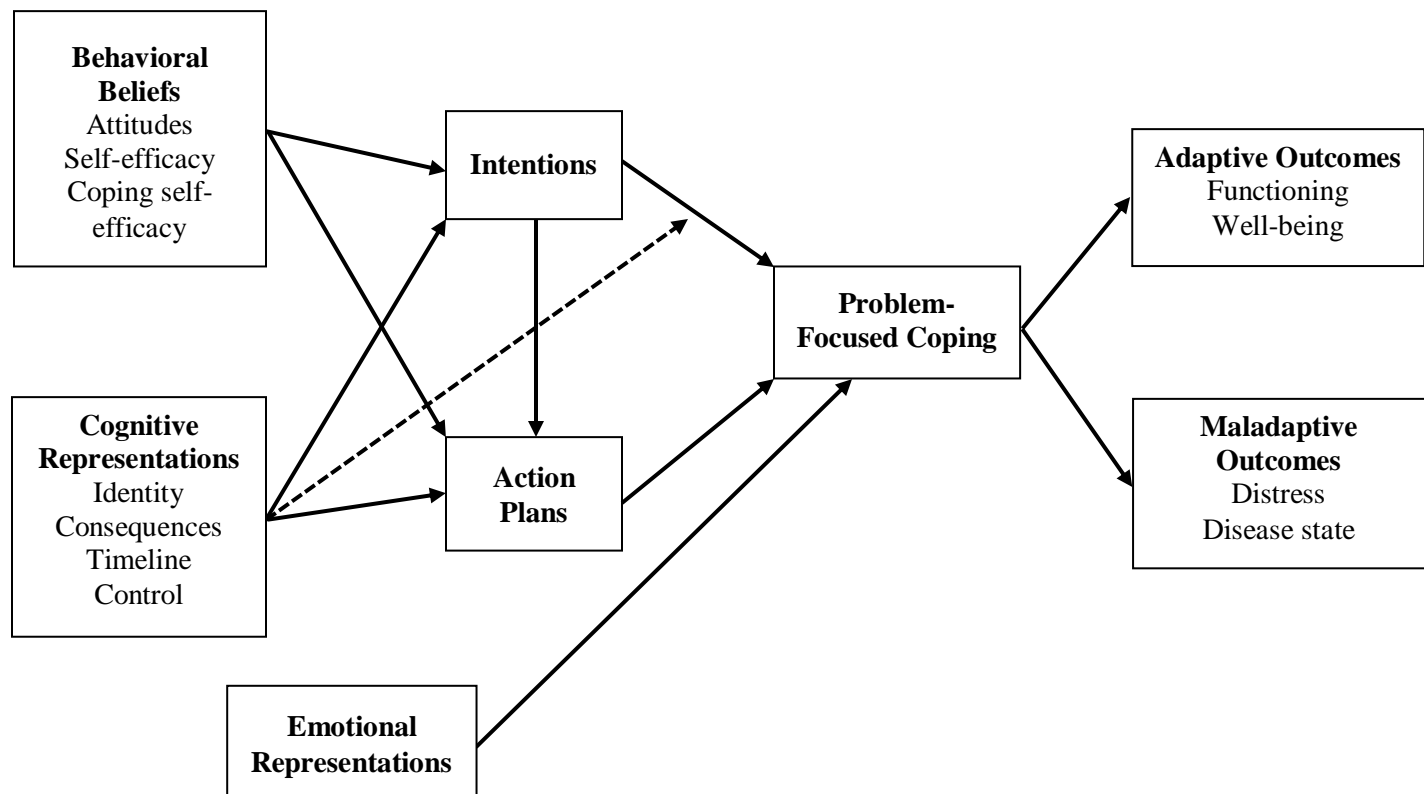 Behavioral
Beliefs
Attitudes
Self-efficacy
Coping self-
efficacy
Intentions
Adaptive Outcomes
Functioning
Well-being
Problem-
Focused Coping
Cognitive
Representations
Identity
Consequences
Timeline
Control
Action
Plans
Maladaptive
Outcomes
Distress
Disease state
Emotional
Representations